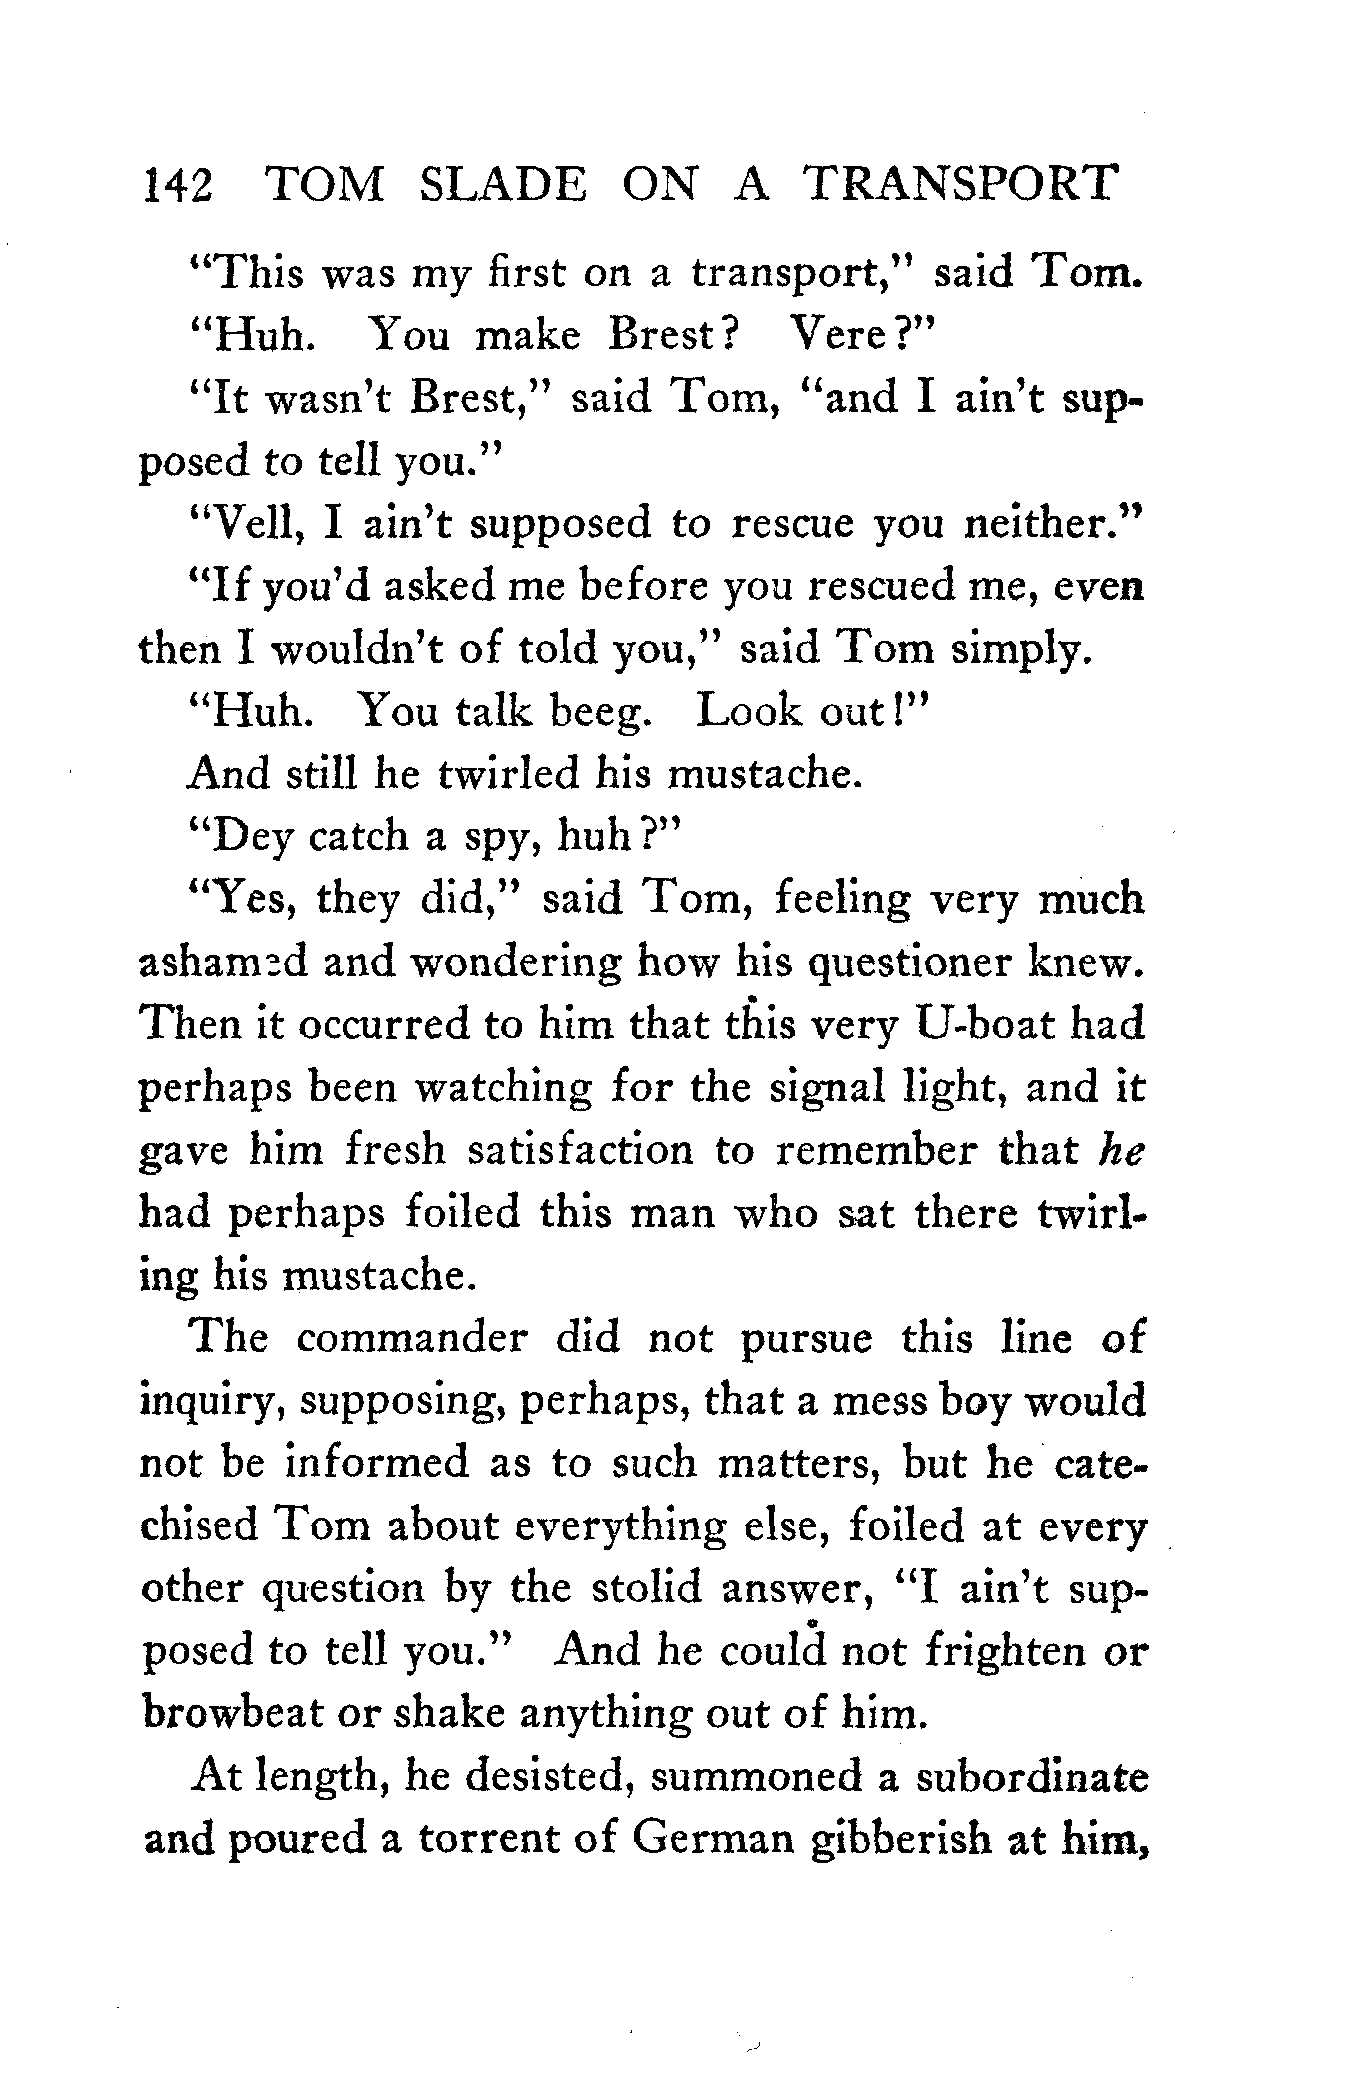 142 TOM SLADE ON A TRANSPORT
"This was my first on a transport," said Tom.
"Huh. You make Brest? Vere?"
"It wasn't Brest," said Tom, "and I ain't sup-
posed to tell you."
"Vell, I ain't supposed to rescue you neither."
"If you'd asked me before you rescued me, even
then I wouldn't of told you," said Tom simply.
"Huh. You talk beeg. Look out!"
And still he twirled his mustache.
"Dey catch a spy, huh?"
"Yes, they did," said Tom, feeling very much
ashamed and wondering how his questioner knew.
Then it occurred to him that this very U-boat had
perhaps been watching for the signal light, and it
gave him fresh satisfaction to remember that he
had perhaps foiled this man who sat there twirl-
ing his mustache.
The commander did not pursue this line of
inquiry, supposing, perhaps, that a mess boy would
not be informed as to such matters, but he cate-
chised Tom about everything else, foiled at every
other question by the stolid answer, "I ain't sup-
posed to tell you." And he could not frighten or
browbeat or shake anything out of him.
At length, he desisted, summoned a subordinate
and poured a torrent of German gibberish at him,